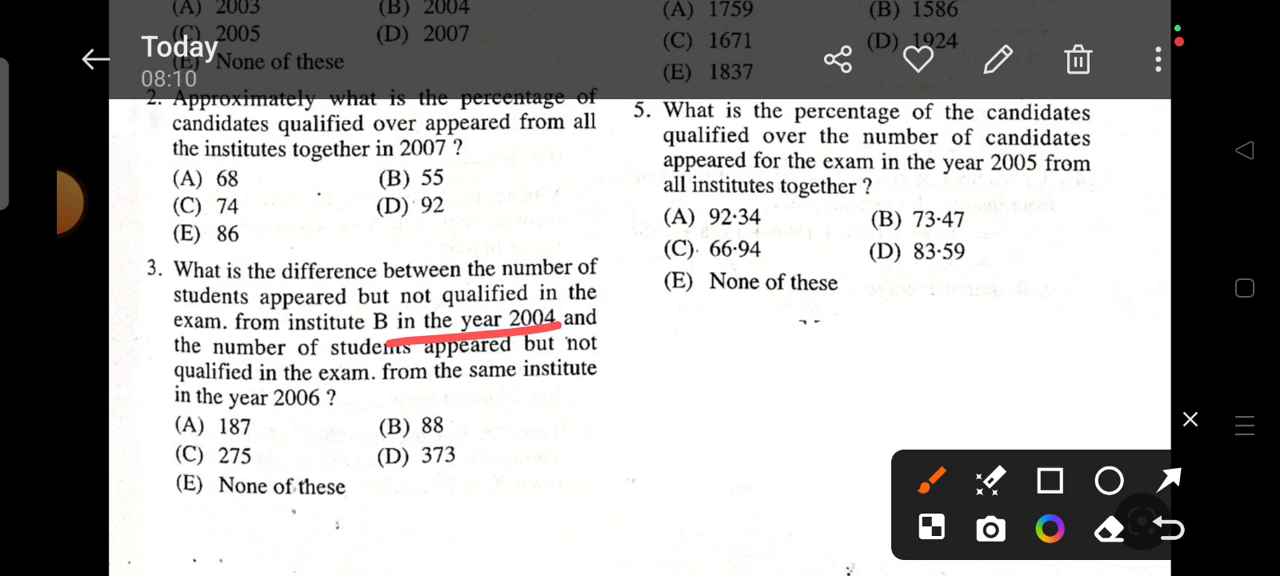 (A) 2003 (B) 2004
(C) 2005 (D) 2007
(E) None of these
Today
08:10
2. Approximately what is the percentage of
candidates qualified over appeared from all
the institutes together in 2007 ?
(A) 68 (B) 55
(C) 74 (D) 92
(E) 86
3. What is the difference between the number of
students appeared but not qualified in the
exam. from institute B in the year 2004 and
the number of students appeared but not
qualified in the exam. from the same institute
in the year 2006 ?
(A) 187 (B) 88
(C) 275 (D) 373
(E) None of these
(A) 1759 (B) 1586
(C) 1671 (D) 1924
(E) 1837
5. What is the percentage of the candidates
qualified over the number of candidates
appeared for the exam in the year 2005 from
all institutes together ?
(A) 92·34 (B) 73·47
(C) 66·94 (D) 83·59
(E) None of these